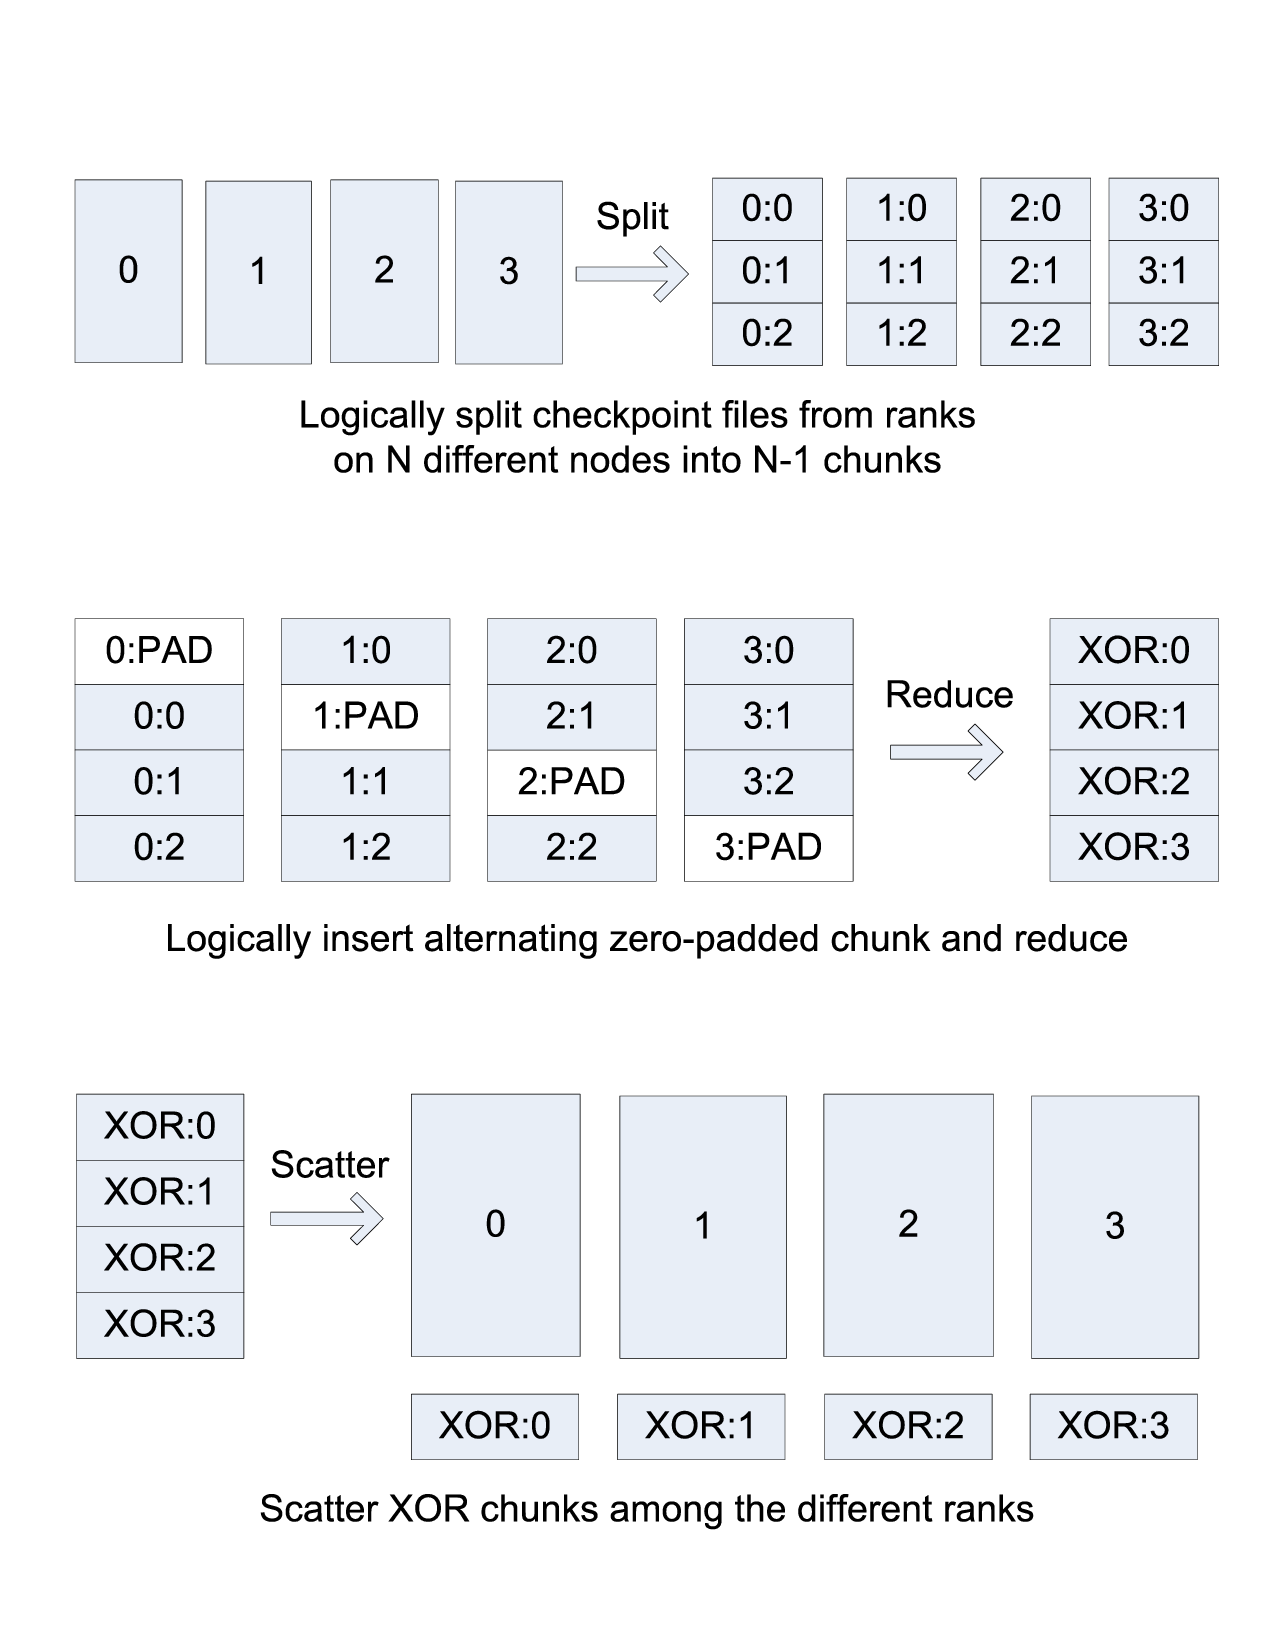 0 1 2 3 Split 0:0 1:0 2:0 3:0
0:1 1:1 2:1 3:1
0:2 1:2 2:2 3:2
Logically split checkpoint files from ranks
on N different nodes into N-1 chunks
0:PAD 1:0 2:0 3:0 Reduce XOR:0
0:0 1:PAD 2:1 3:1 XOR:1
0:1 1:1 2:PAD 3:2 XOR:2
0:2 1:2 2:2 3:PAD XOR:3
Logically insert alternating zero-padded chunk and reduce
XOR:0
XOR:1
XOR:2
XOR:3
Scatter
0 1 2 3
XOR:0 XOR:1 XOR:2 XOR:3
Scatter XOR chunks among the different ranks